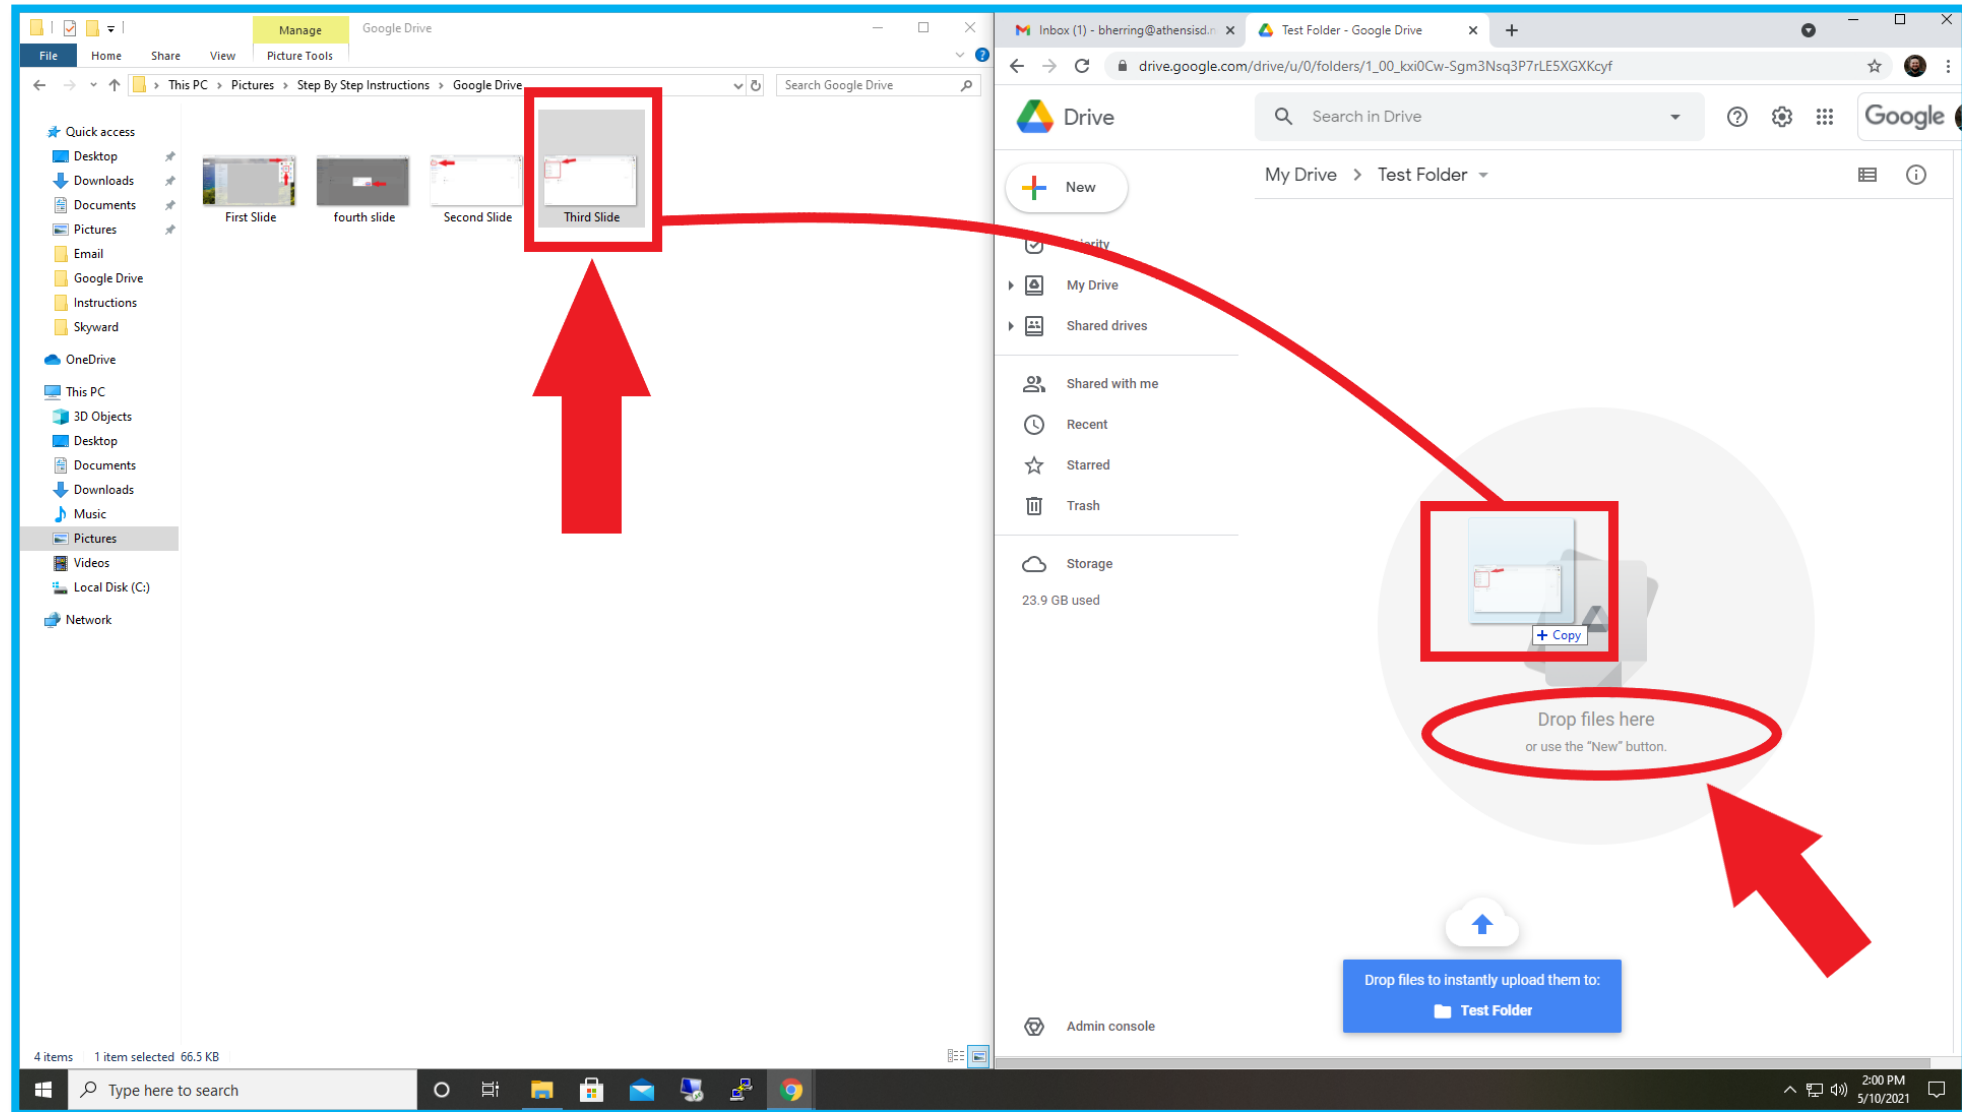 Manage
Google Drive
File
Home
Share
View
Picture Tools
This PC > Pictures > Step By Step Instructions > Google Drive
Search Google Drive
Quick access
Desktop
Downloads
Documents
Pictures
Email
Google Drive
Instructions
Skyward
OneDrive
This PC
3D Objects
Desktop
Documents
Downloads
Music
Pictures
Videos
Local Disk (C:)
Network
First Slide
fourth slide
Second Slide
Third Slide
4 items
1 item selected 66.5 KB
Inbox (1) - bherring@athensisd.n
Test Folder - Google Drive
drive.google.com/drive/u/0/folders/1_00_kxi0Cw-Sgm3Nsq3P7rLE5XGXKcyf
Drive
Search in Drive
Google
New
My Drive > Test Folder
My Drive
Shared drives
Shared with me
Recent
Starred
Trash
Storage
23.9 GB used
Admin console
+ Copy
Drop files here
or use the "New" button.
Drop files to instantly upload them to:
Test Folder
Type here to search
2:00 PM
5/10/2021